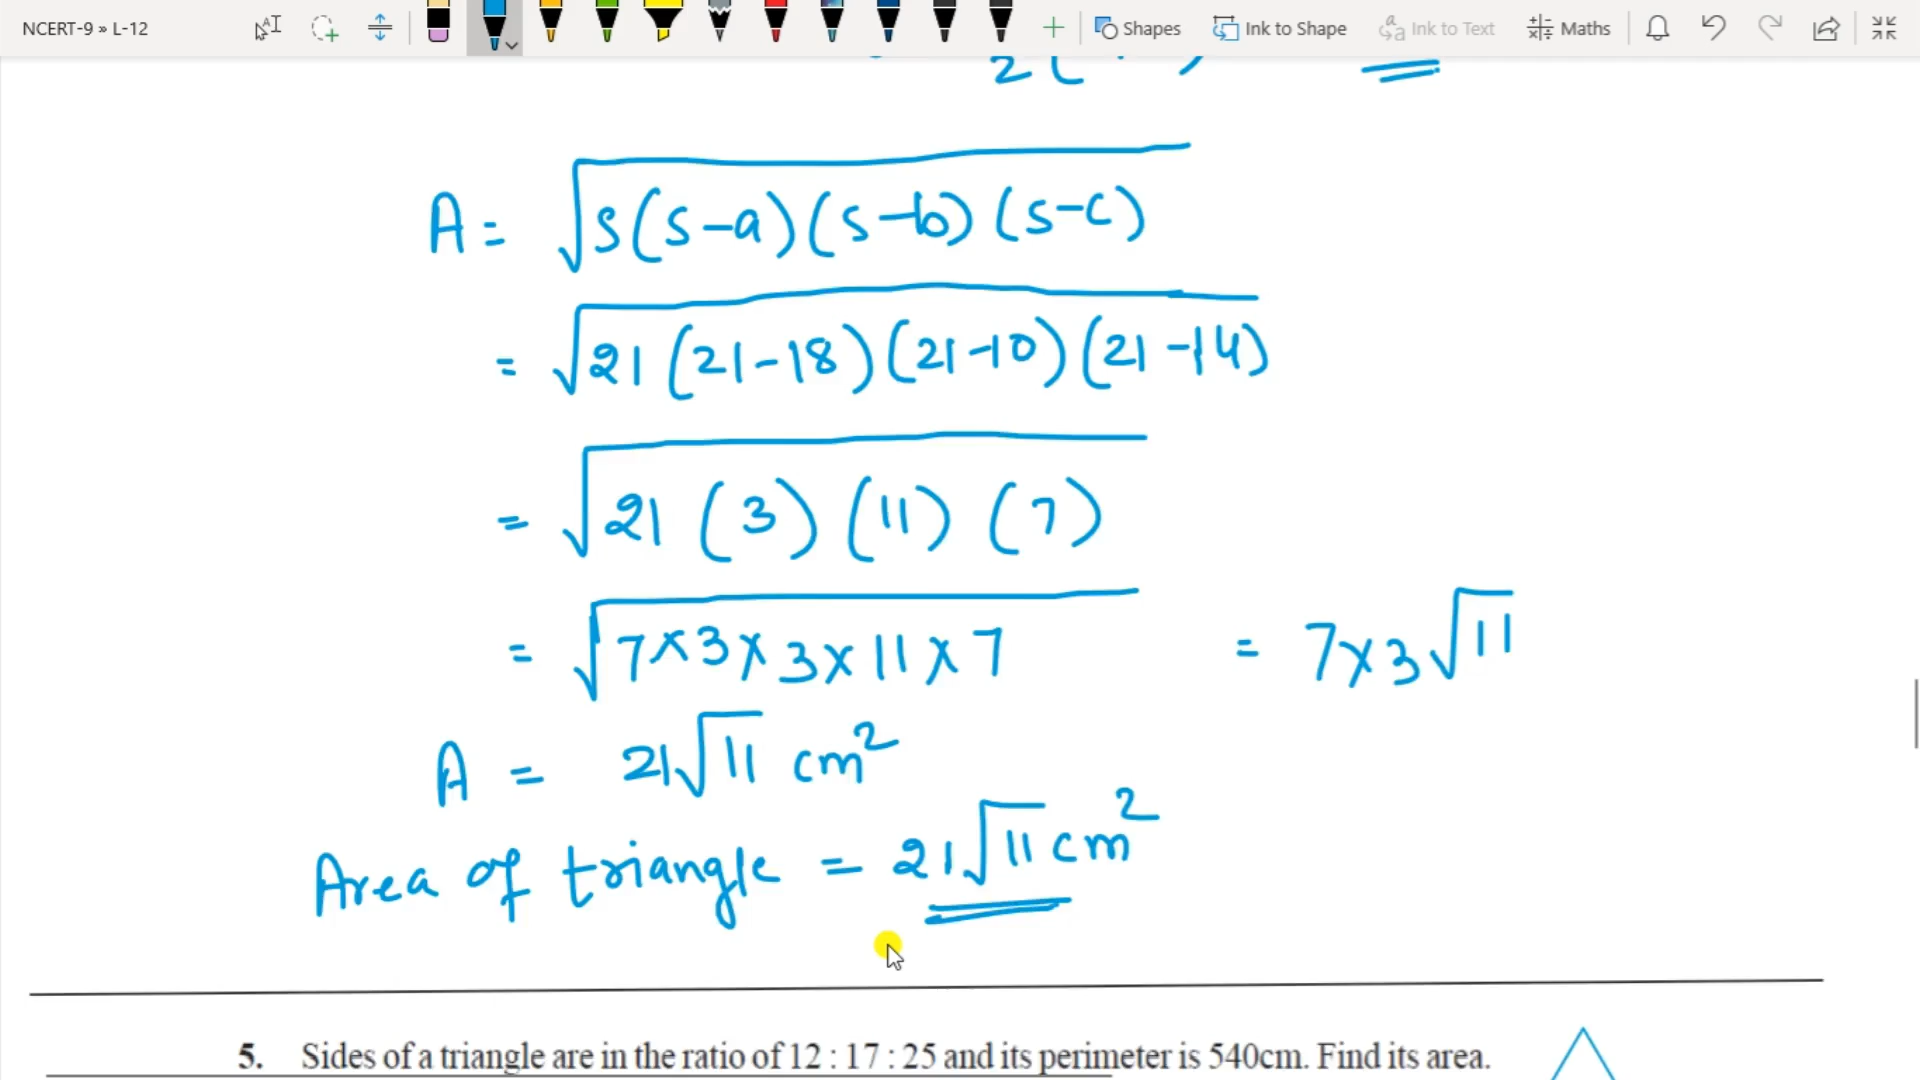 NCERT-9 » L-12 Shapes Ink to Shape Ink to Text Maths
A = √s(s-a)(s-b)(s-c)
= √21(21-18)(21-10)(21-14)
= √21(3)(11)(7)
= √7×3×3×11×7 = 7×3√11
A = 21√11 cm²
Area of triangle = 21√11 cm²
5. Sides of a triangle are in the ratio of 12 : 17 : 25 and its perimeter is 540cm. Find its area.